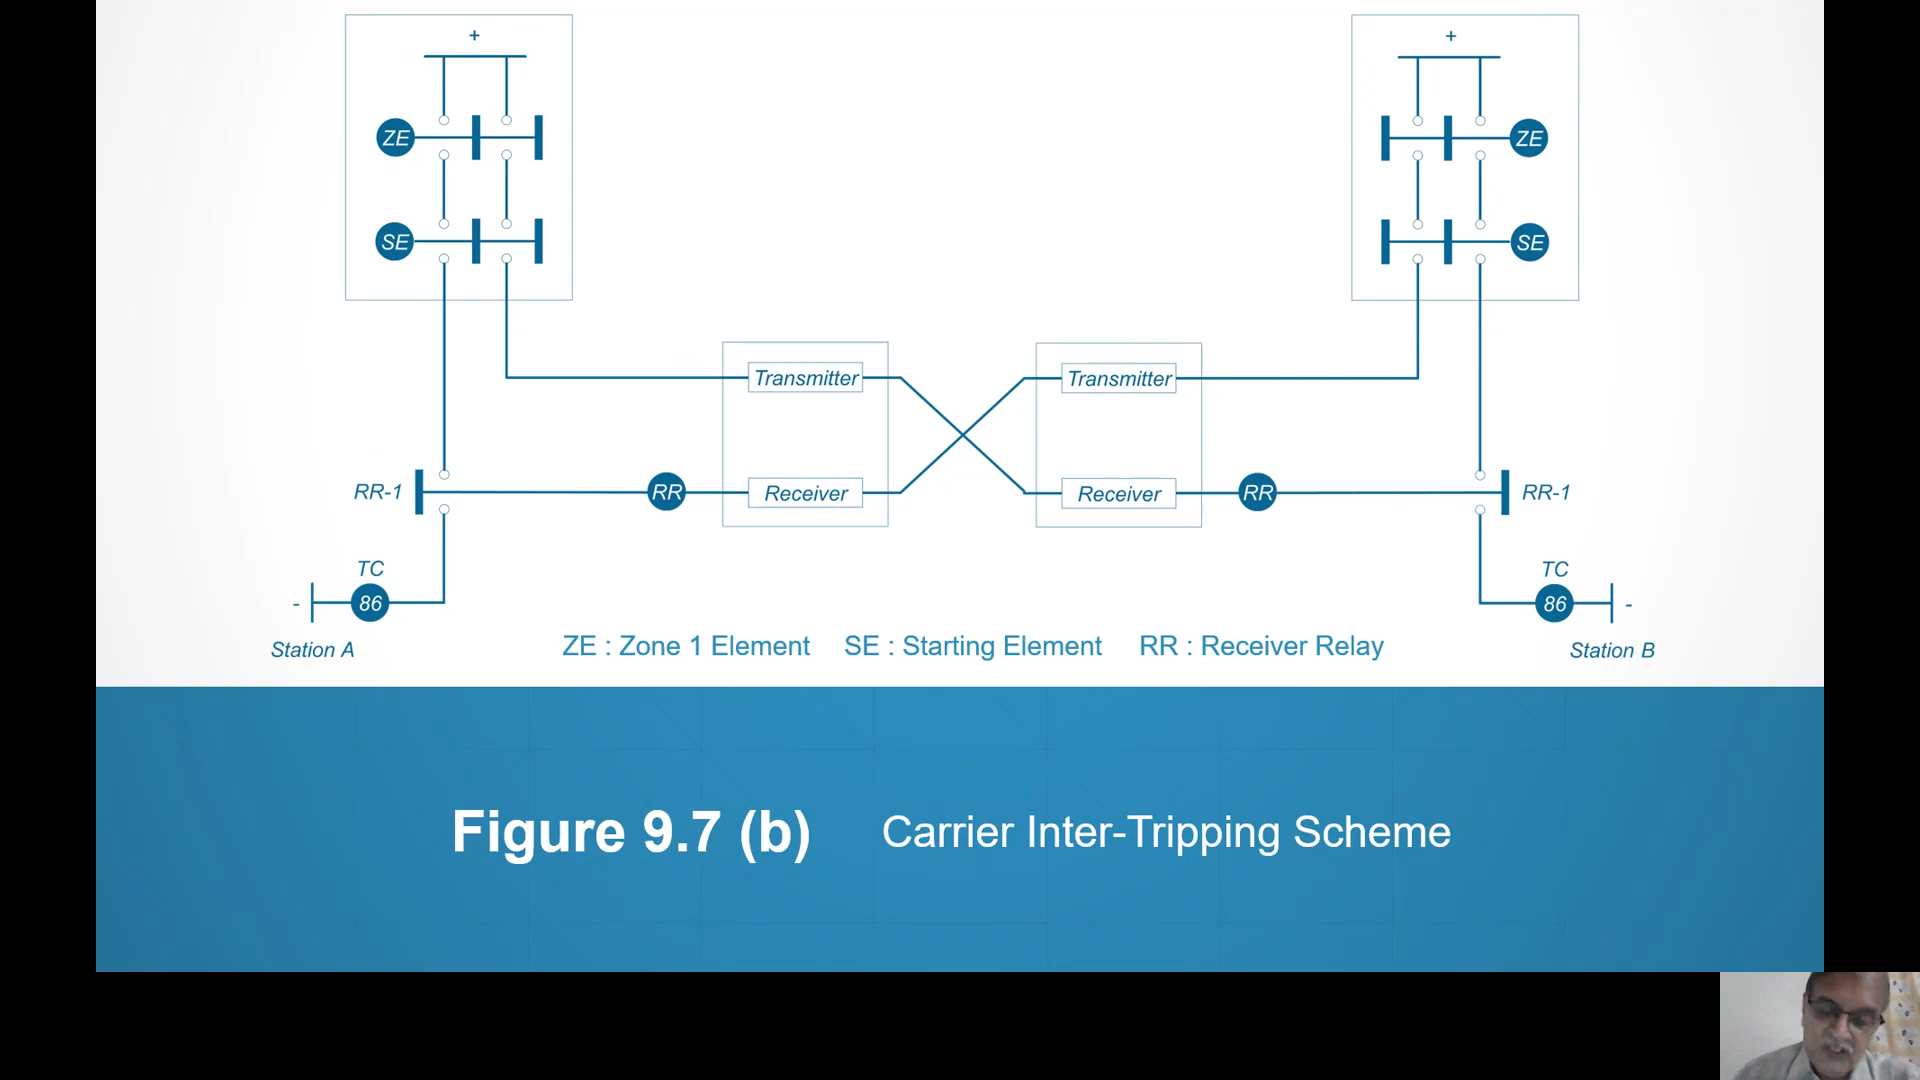 + +
ZE ZE
SE SE
Transmitter Transmitter
RR-1 RR Receiver Receiver RR RR-1
TC TC
- 86 86 -
Station A ZE : Zone 1 Element SE : Starting Element RR : Receiver Relay Station B
Figure 9.7 (b) Carrier Inter-Tripping Scheme